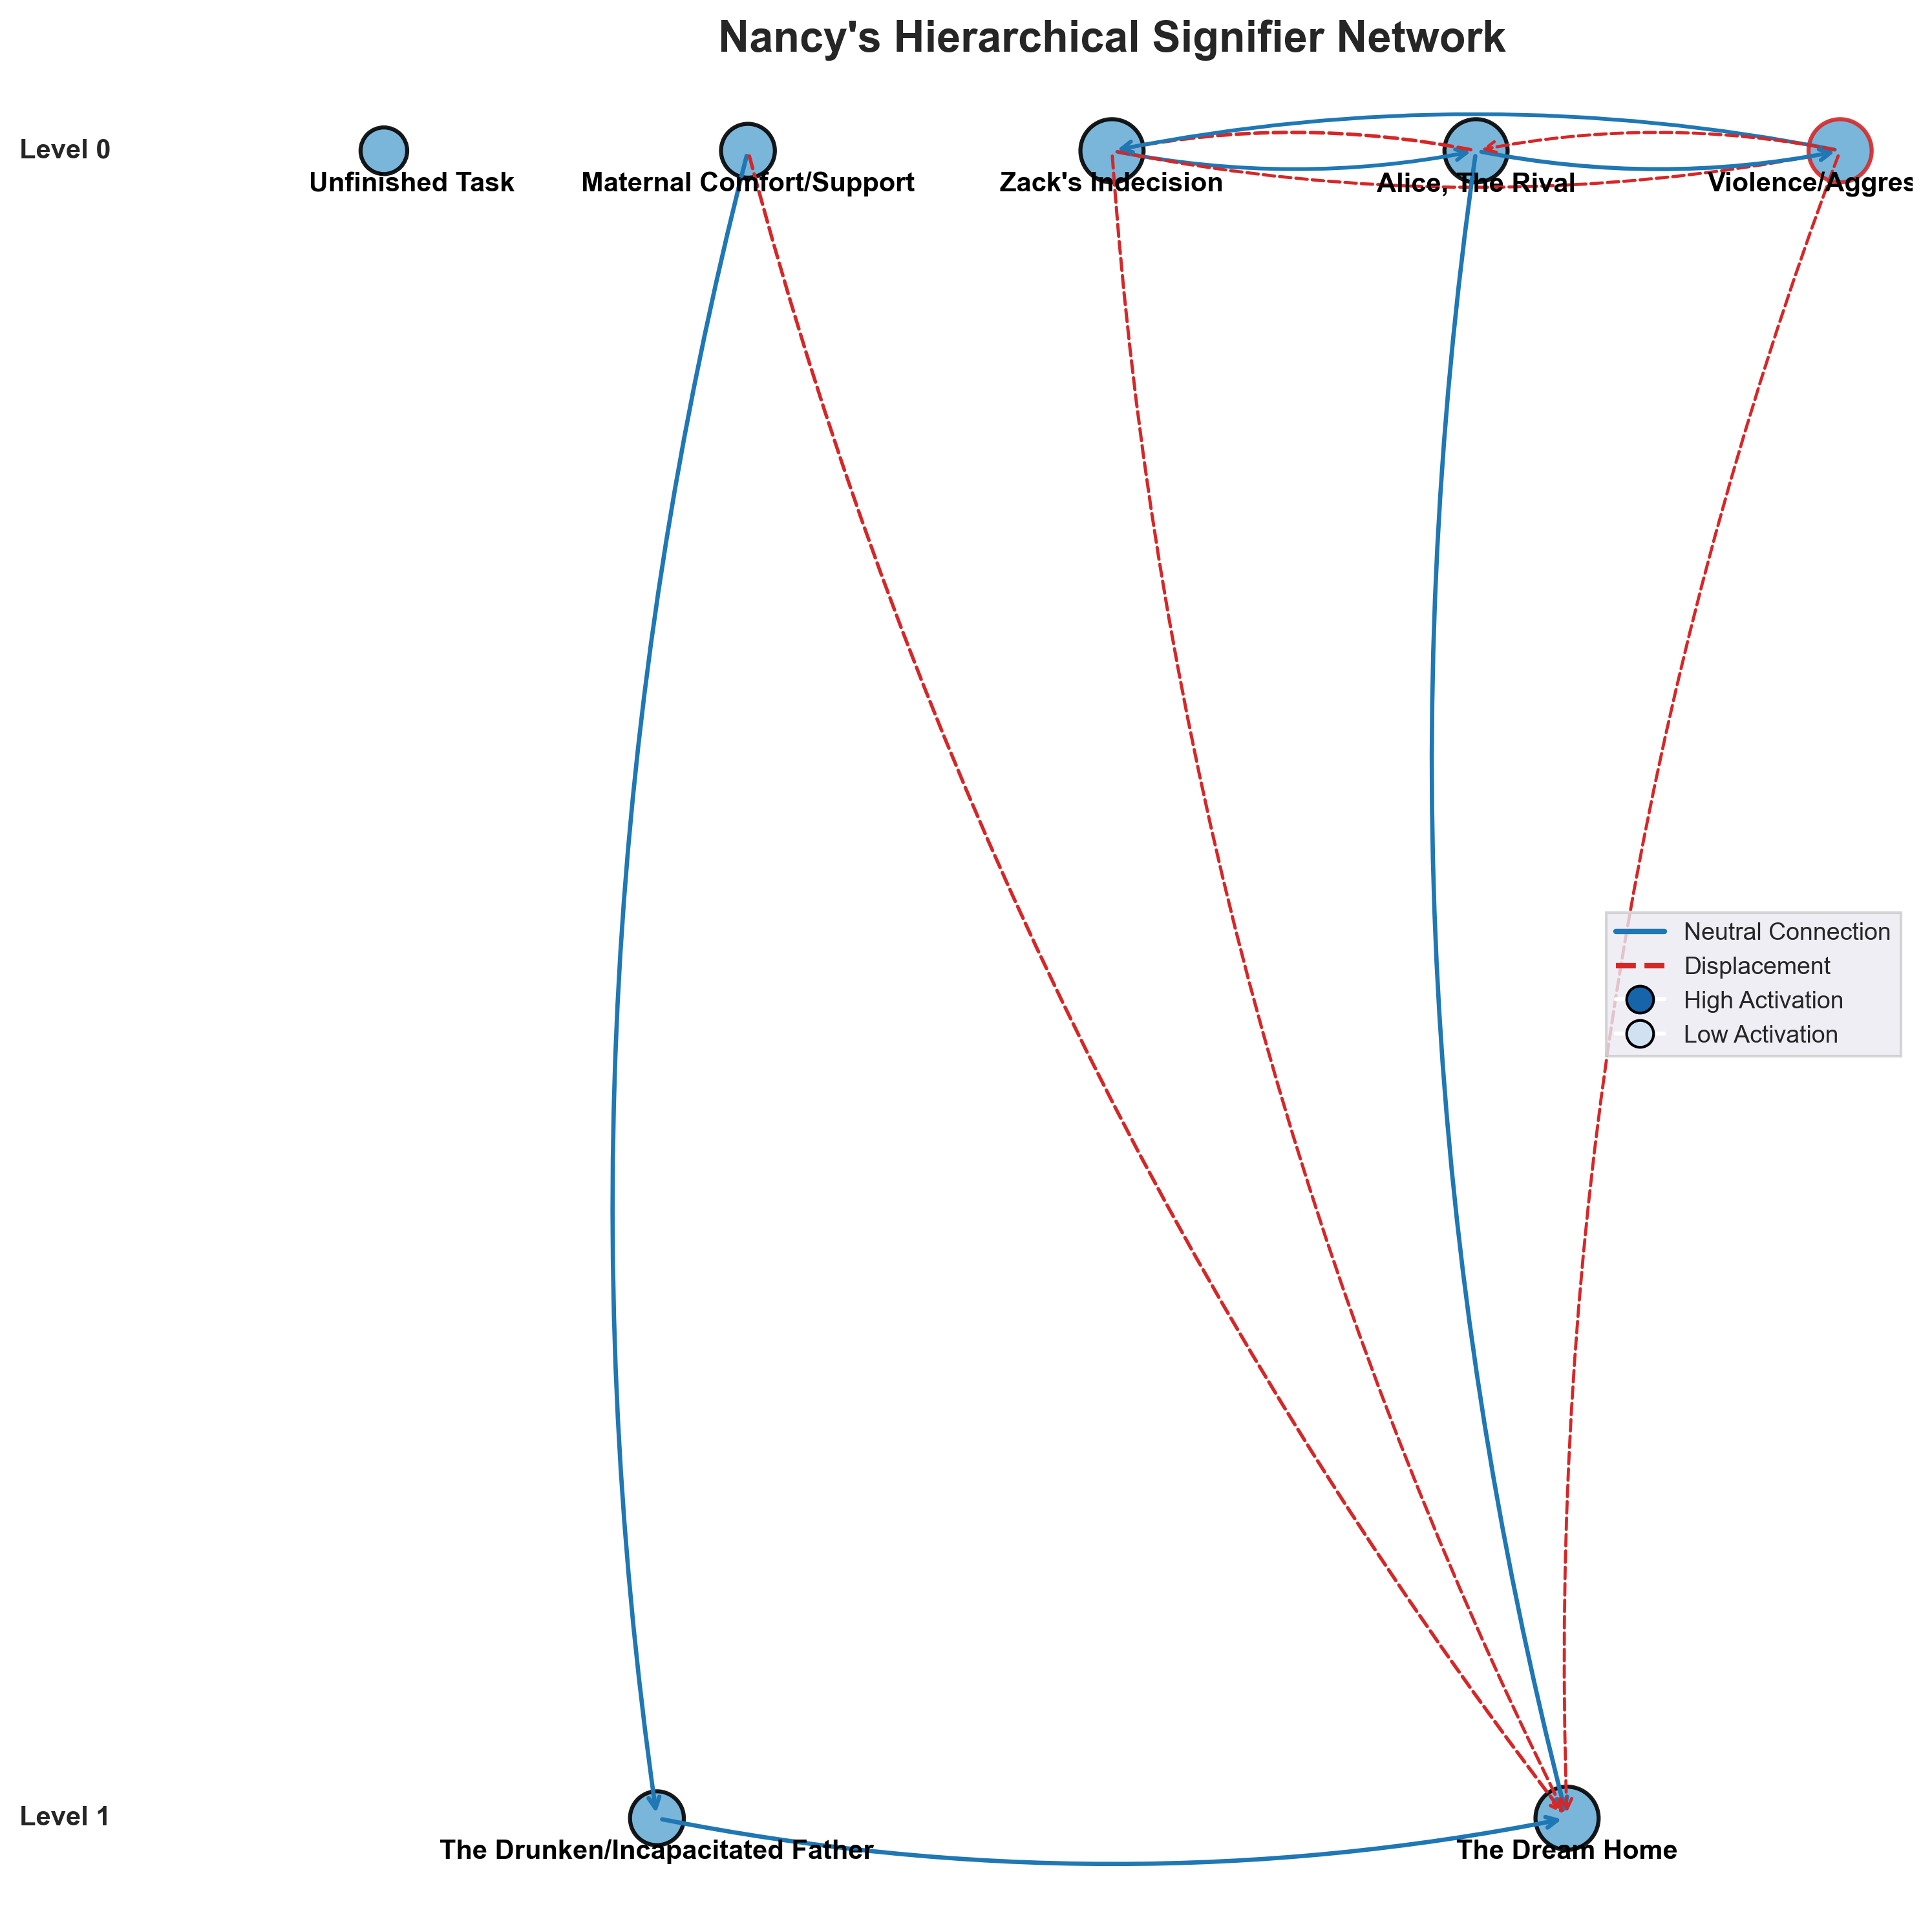 Nancy's Hierarchical Signifier Network
Level 0
Unfinished Task
Maternal Comfort/Support
Zack's Indecision
Alice, The Rival
Violence/Aggres
Neutral Connection
Displacement
High Activation
Low Activation
Level 1
The Drunken/Incapacitated Father
The Dream Home